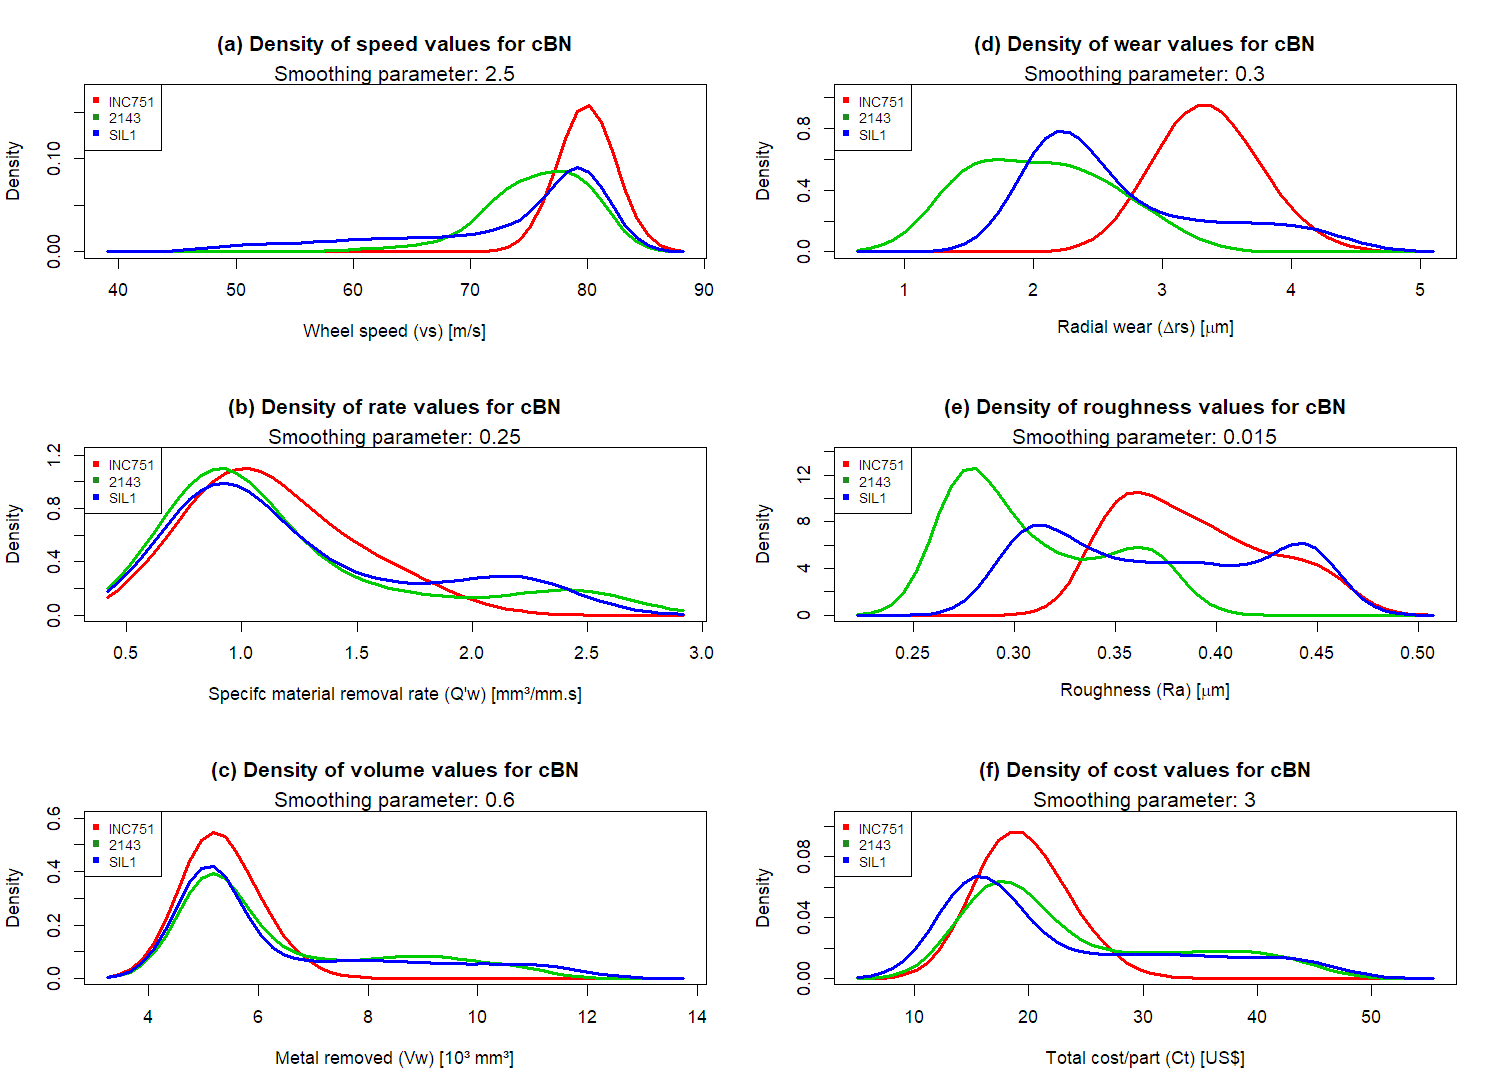 (a) Density of speed values for cBN
Smoothing parameter: 2.5
INC751
2143
SIL1
Density
0.00
0.10
40 50 60 70 80 90
Wheel speed (vs) [m/s]
(b) Density of rate values for cBN
Smoothing parameter: 0.25
INC751
2143
SIL1
Density
0.0 0.4 0.8 1.2
0.5 1.0 1.5 2.0 2.5 3.0
Specifc material removal rate (Q'w) [mm³/mm.s]
(c) Density of volume values for cBN
Smoothing parameter: 0.6
INC751
2143
SIL1
Density
0.0 0.2 0.4 0.6
4 6 8 10 12 14
Metal removed (Vw) [10³ mm³]
(d) Density of wear values for cBN
Smoothing parameter: 0.3
INC751
2143
SIL1
Density
0.0 0.4 0.8
1 2 3 4 5
Radial wear (Δrs) [μm]
(e) Density of roughness values for cBN
Smoothing parameter: 0.015
INC751
2143
SIL1
Density
0 4 8 12
0.25 0.30 0.35 0.40 0.45 0.50
Roughness (Ra) [μm]
(f) Density of cost values for cBN
Smoothing parameter: 3
INC751
2143
SIL1
Density
0.00 0.04 0.08
10 20 30 40 50
Total cost/part (Ct) [US$]